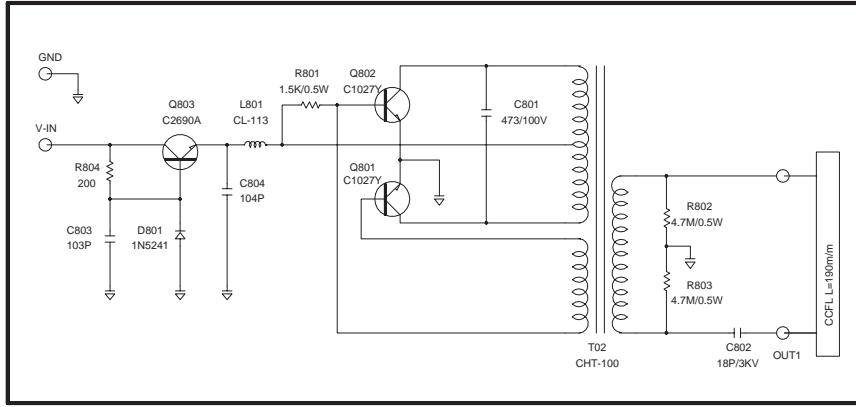 GND
V-IN
Q803
C2690A
L801
CL-113
R801
1.5K/0.5W
Q802
C1027Y
C801
473/100V
R804
200
C804
104P
Q801
C1027Y
C803
103P
D801
1N5241
R802
4.7M/0.5W
R803
4.7M/0.5W
T02
CHT-100
C802
18P/3KV
OUT1
CCFL L=190m/m